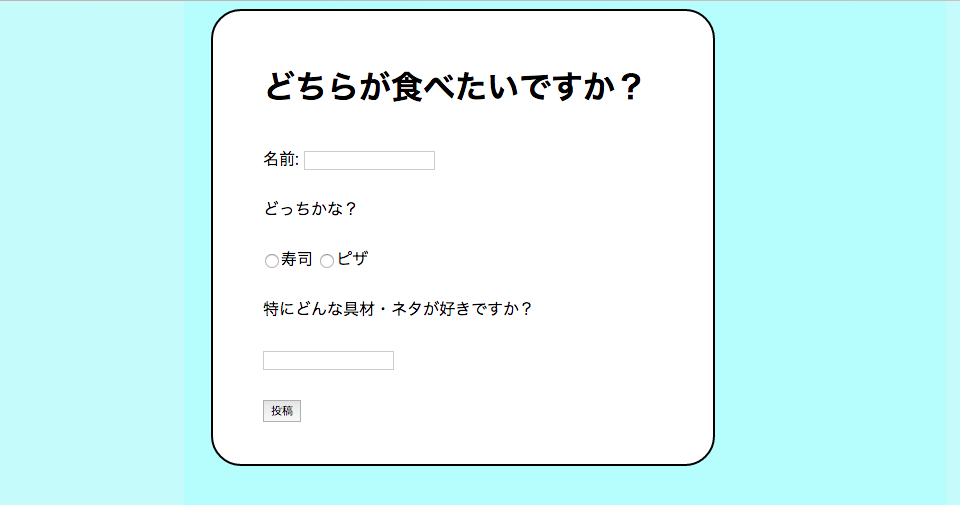 どちらが食べたいですか？
名前:
どっちかな？
寿司 ピザ
特にどんな具材・ネタが好きですか？
投稿